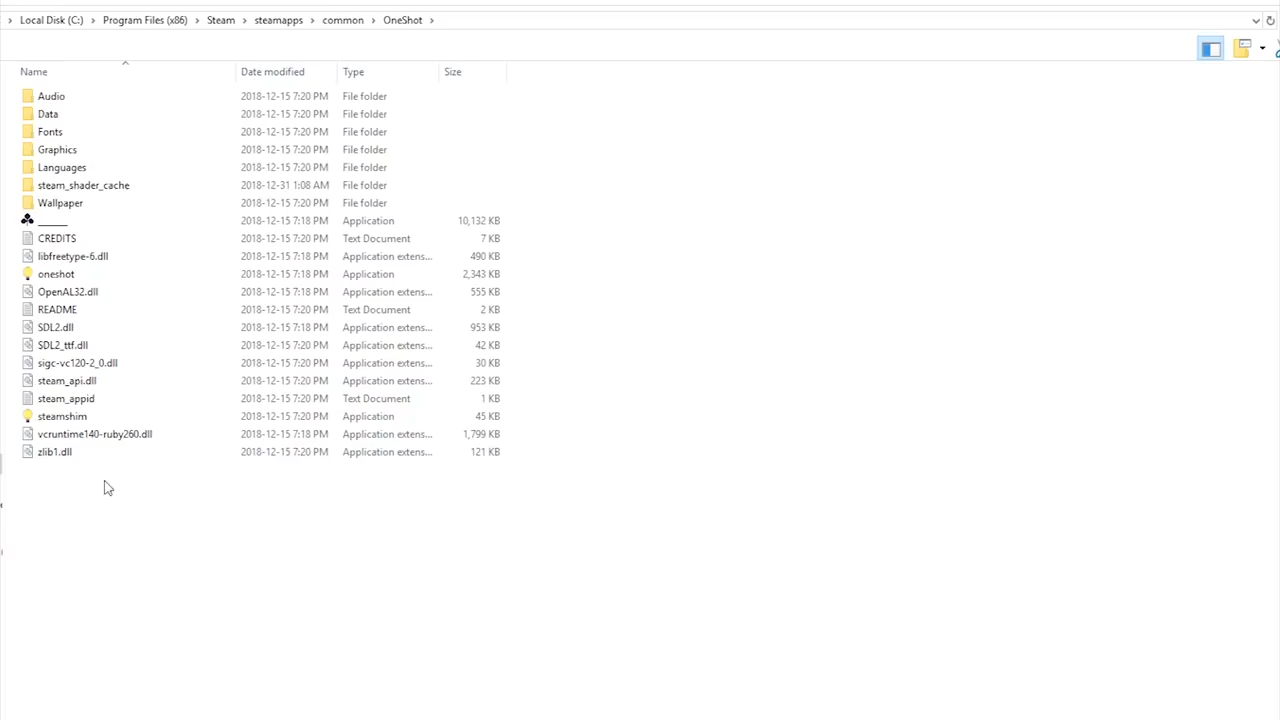 Local Disk (C:) > Program Files (x86) > Steam > steamapps > common > OneShot >
Name Date modified Type Size
Audio 2018-12-15 7:20 PM File folder
Data 2018-12-15 7:20 PM File folder
Fonts 2018-12-15 7:20 PM File folder
Graphics 2018-12-15 7:20 PM File folder
Languages 2018-12-15 7:20 PM File folder
steam_shader_cache 2018-12-31 1:08 AM File folder
Wallpaper 2018-12-15 7:20 PM File folder
______ 2018-12-15 7:18 PM Application 10,132 KB
CREDITS 2018-12-15 7:20 PM Text Document 7 KB
libfreetype-6.dll 2018-12-15 7:18 PM Application extens... 490 KB
oneshot 2018-12-15 7:18 PM Application 2,343 KB
OpenAL32.dll 2018-12-15 7:18 PM Application extens... 555 KB
README 2018-12-15 7:20 PM Text Document 2 KB
SDL2.dll 2018-12-15 7:18 PM Application extens... 953 KB
SDL2_ttf.dll 2018-12-15 7:20 PM Application extens... 42 KB
sigc-vc120-2_0.dll 2018-12-15 7:20 PM Application extens... 30 KB
steam_api.dll 2018-12-15 7:20 PM Application extens... 223 KB
steam_appid 2018-12-15 7:20 PM Text Document 1 KB
steamshim 2018-12-15 7:20 PM Application 45 KB
vcruntime140-ruby260.dll 2018-12-15 7:18 PM Application extens... 1,799 KB
zlib1.dll 2018-12-15 7:20 PM Application extens... 121 KB